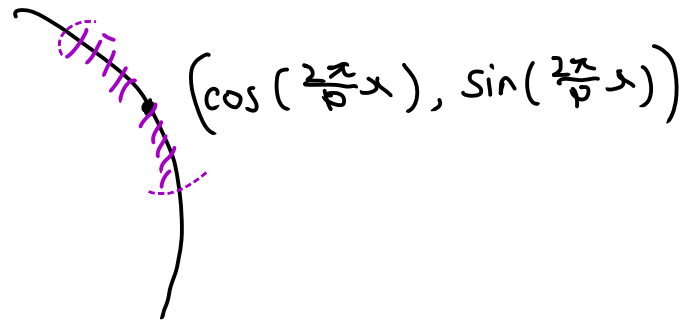 (cos(2π/p x), sin(2π/p x))